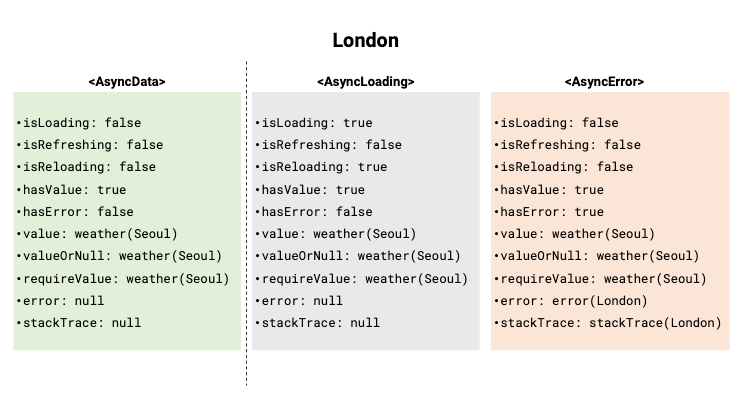 London
<AsyncData>
•isLoading: false
•isRefreshing: false
•isReloading: false
•hasValue: true
•hasError: false
•value: weather(Seoul)
•valueOrNull: weather(Seoul)
•requireValue: weather(Seoul)
•error: null
•stackTrace: null
<AsyncLoading>
•isLoading: true
•isRefreshing: false
•isReloading: true
•hasValue: true
•hasError: false
•value: weather(Seoul)
•valueOrNull: weather(Seoul)
•requireValue: weather(Seoul)
•error: null
•stackTrace: null
<AsyncError>
•isLoading: false
•isRefreshing: false
•isReloading: false
•hasValue: true
•hasError: true
•value: weather(Seoul)
•valueOrNull: weather(Seoul)
•requireValue: weather(Seoul)
•error: error(London)
•stackTrace: stackTrace(London)